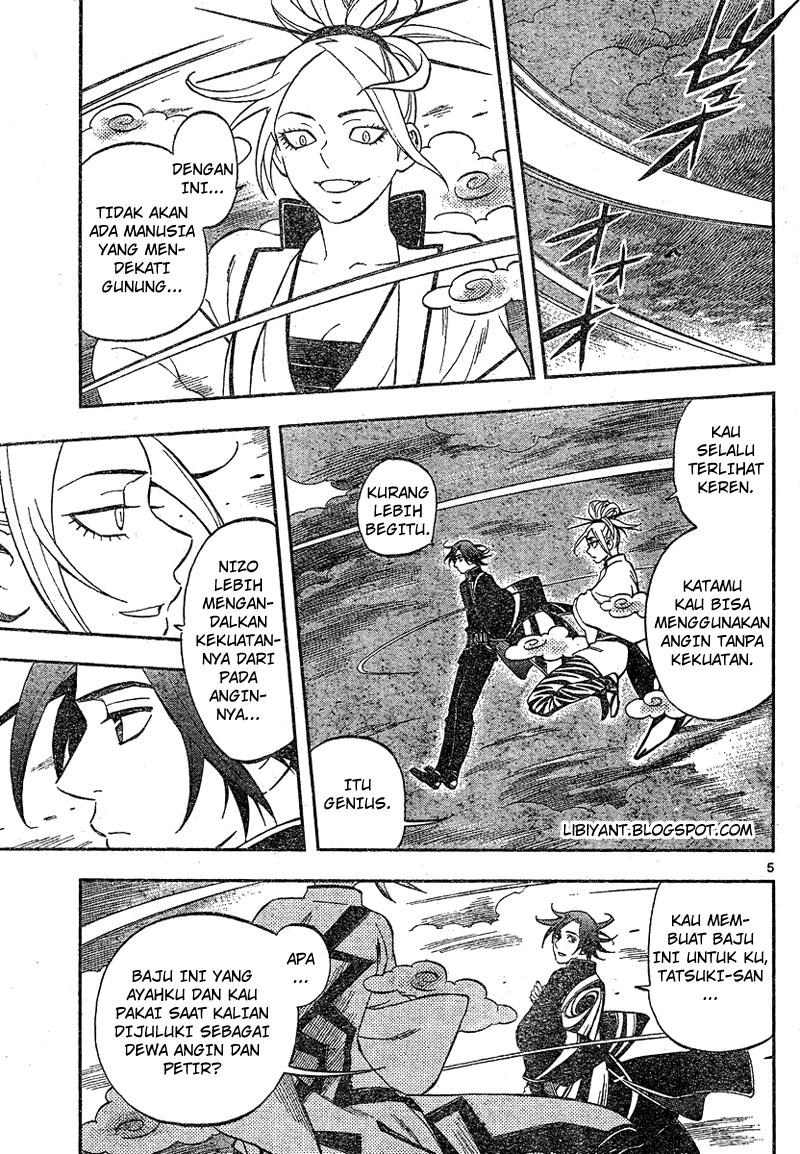 DENGAN
INI...
TIDAK AKAN
ADA MANUSIA
YANG MEN-
DEKATI
GUNUNG...
KAU
SELALU
TERLIHAT
KEREN.
KATAMU
KAU BISA
MENGGUNAKAN
ANGIN TANPA
KEKUATAN.
KURANG
LEBIH
BEGITU.
ITU
GENIUS.
NIZO
LEBIH
MENGAN-
DALKAN
KEKUATAN-
NYA DARI
PADA
ANGIN-
NYA...
LIBIYANT.BLOGSPOT.COM
5
KAU MEM-
BUAT BAJU
INI UNTUK KU,
TATSUKI-SAN
...
APA
...
BAJU INI YANG
AYAHKU DAN KAU
PAKAI SAAT KALIAN
DIJULUKI SEBAGAI
DEWA ANGIN DAN
PETIR?